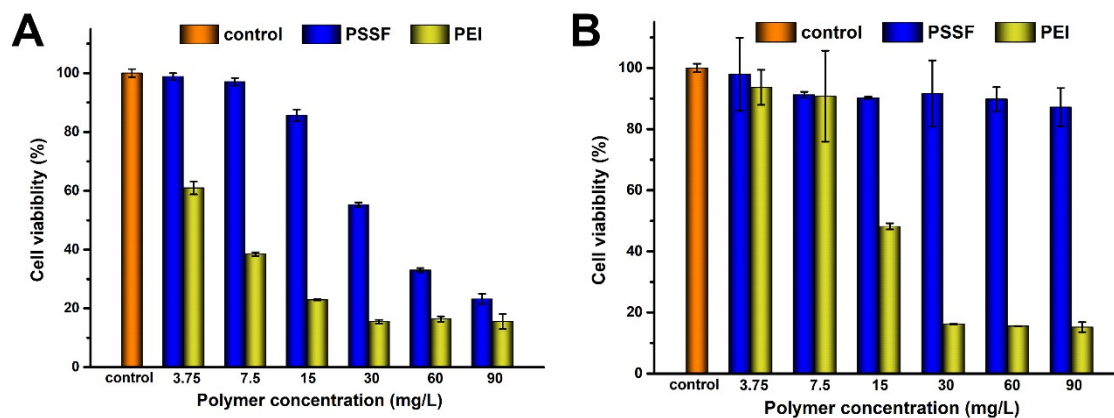 A
control PSSF PEI
Cell viabiblity (%)
100
80
60
40
20
0
control 3.75 7.5 15 30 60 90
Polymer concentration (mg/L)
B
control PSSF PEI
Cell viabiblity (%)
100
80
60
40
20
0
control 3.75 7.5 15 30 60 90
Polymer concentration (mg/L)